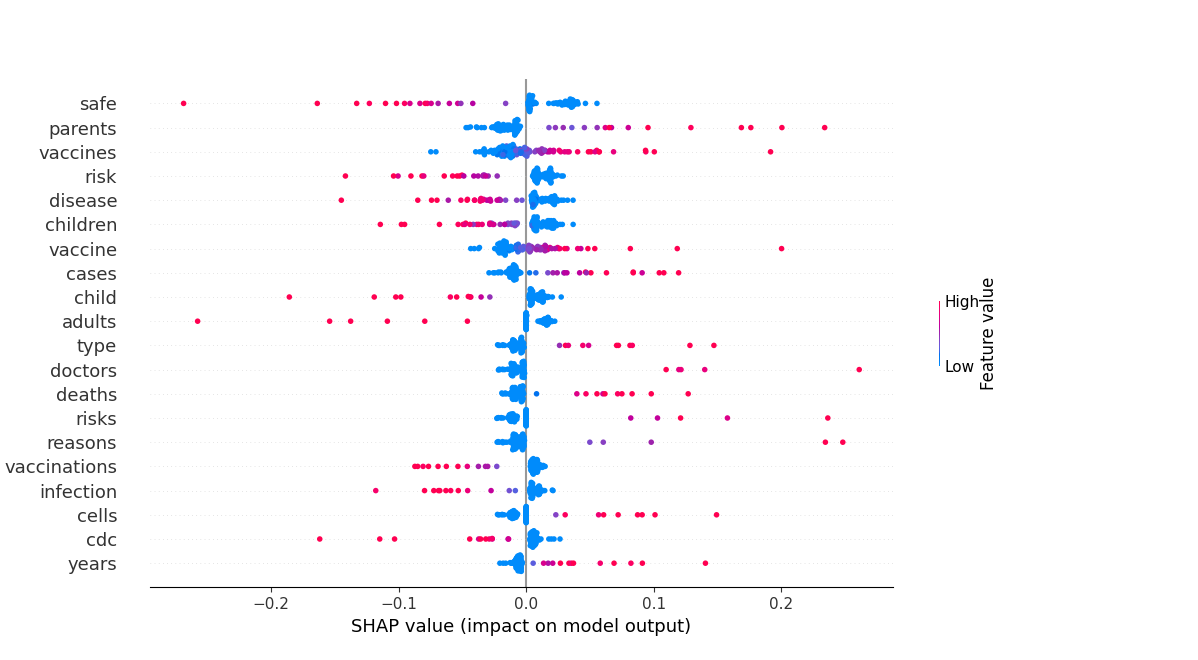 safe
parents
vaccines
risk
disease
children
vaccine
cases
child
adults
type
doctors
deaths
risks
reasons
vaccinations
infection
cells
cdc
years
−0.2 −0.1 0.0 0.1 0.2
SHAP value (impact on model output)
High
Low
Feature value